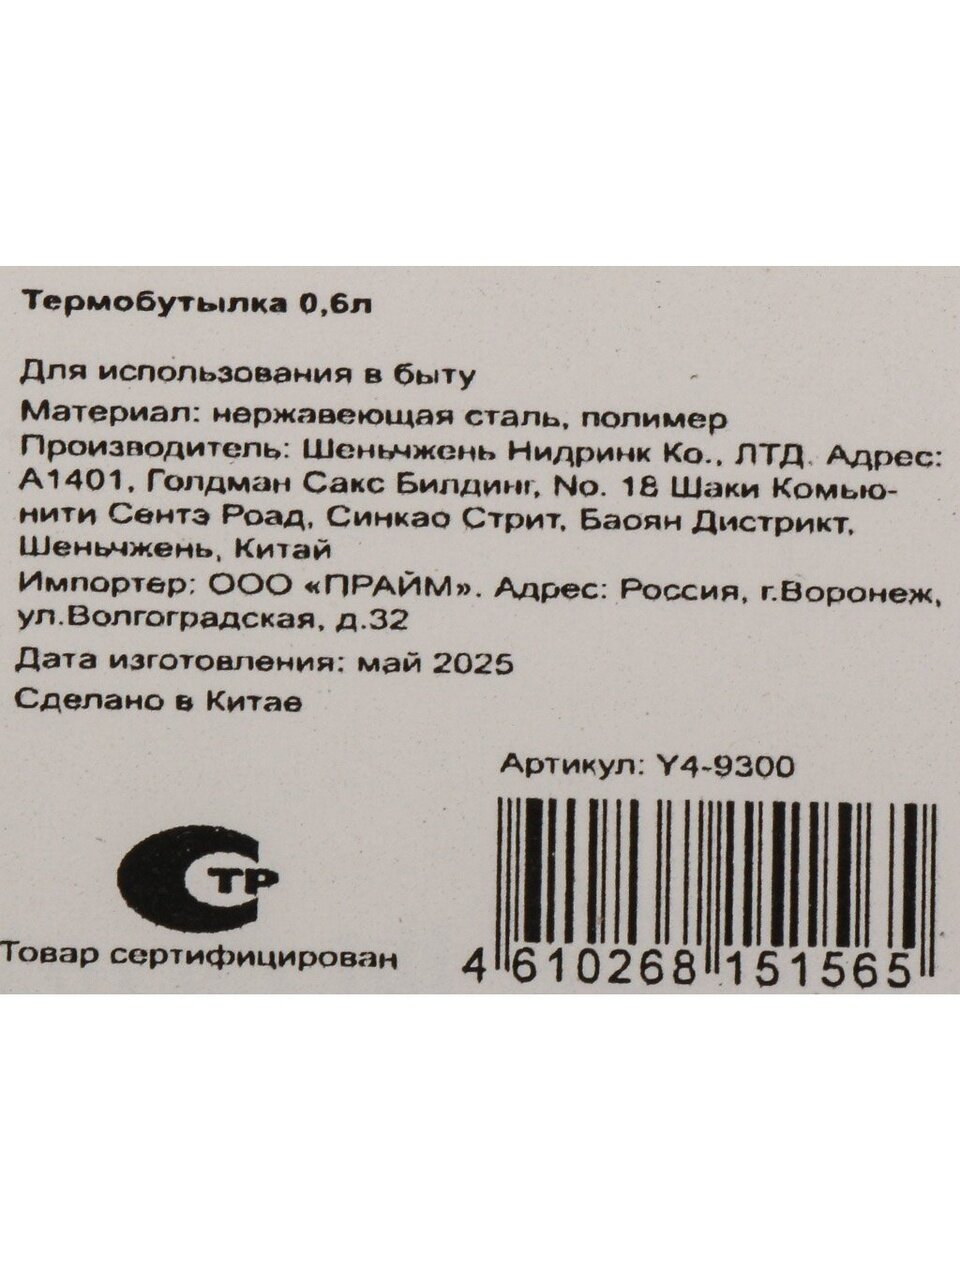 Термобутылка 0,6л
Для использования в быту
Материал: нержавеющая сталь, полимер
Производитель: Шеньчжень Нидринк Ко., ЛТД. Адрес:
А1401, Голдман Сакс Билдинг, No. 18 Шаки Комью-
нити Сентэ Роад, Синкао Стрит, Баоян Дистрикт,
Шеньчжень, Китай
Импортер: ООО «ПРАЙМ». Адрес: Россия, г.Воронеж,
ул.Волгоградская, д.32
Дата изготовления: май 2025
Сделано в Китае
Артикул: Y4-9300
ТР
Товар сертифицирован
4 610268 151565